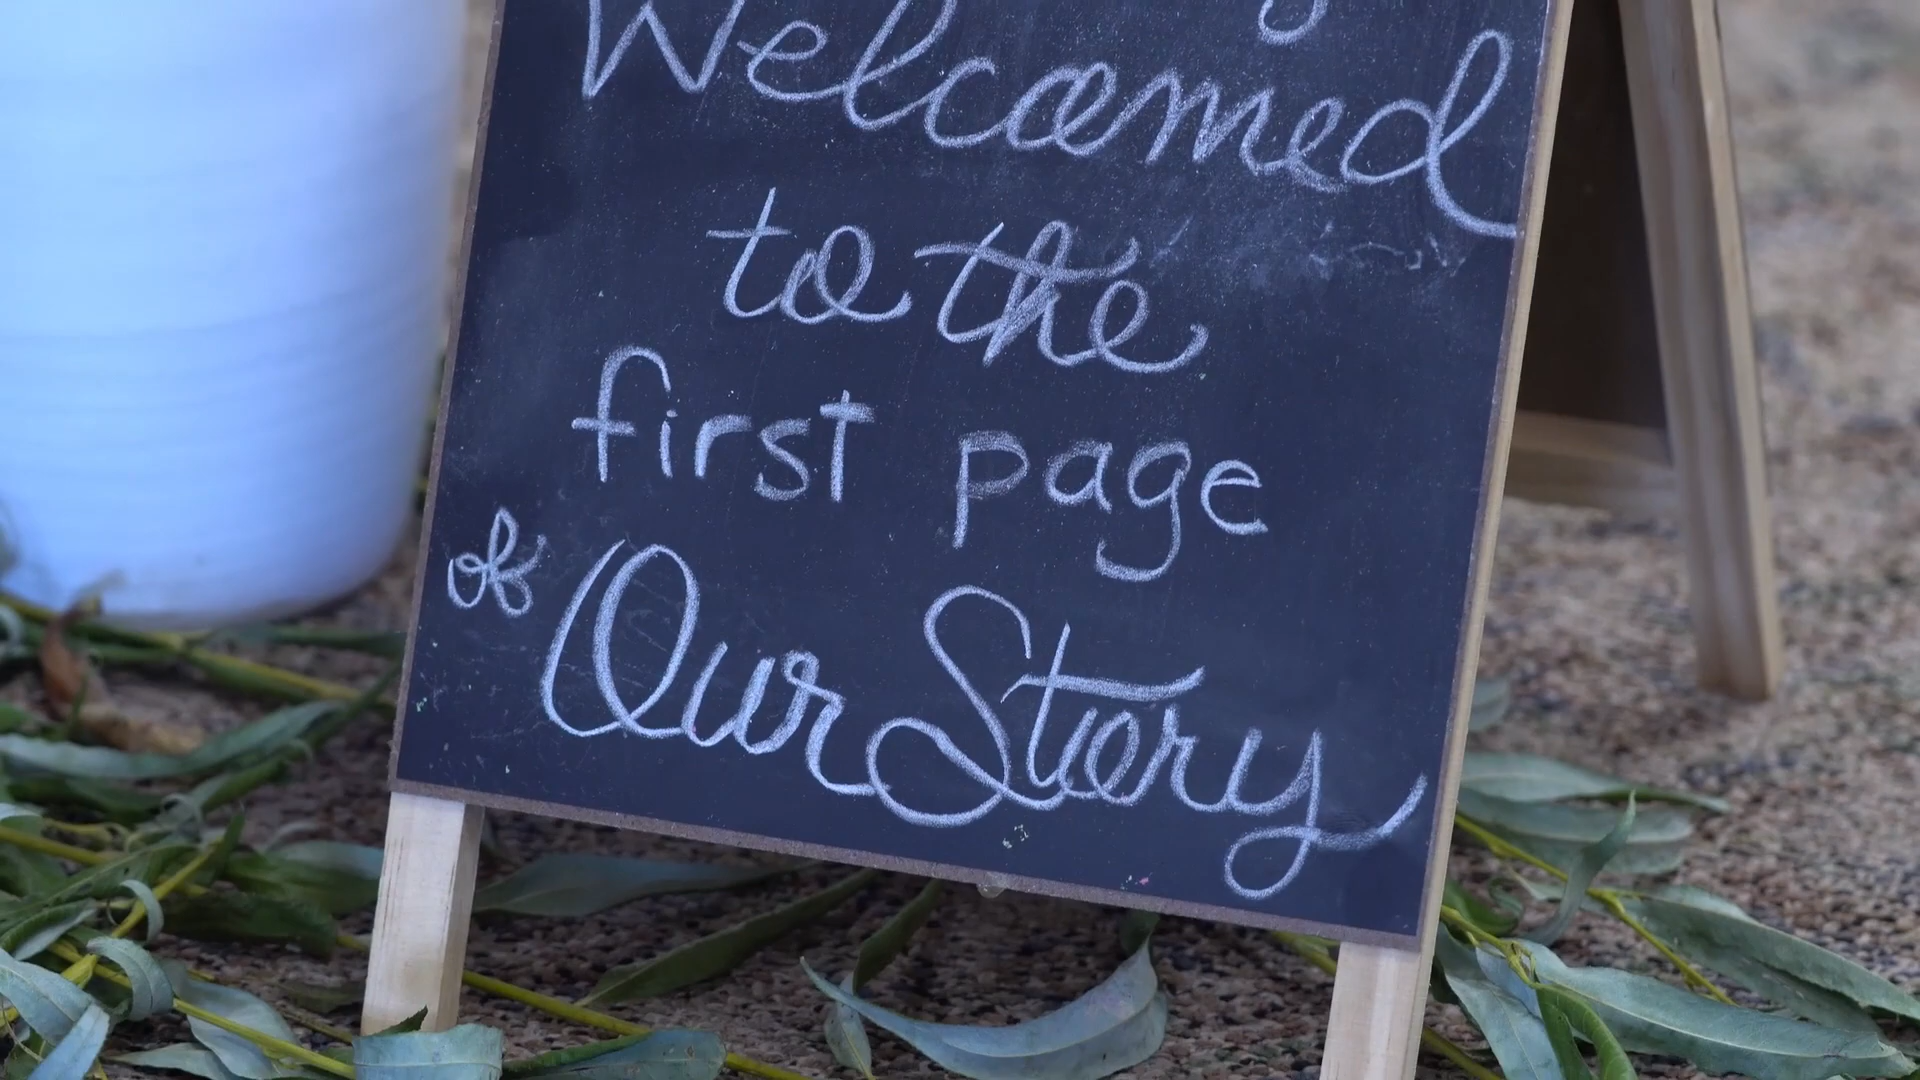 Welcomed
to the
first page
of Our Story